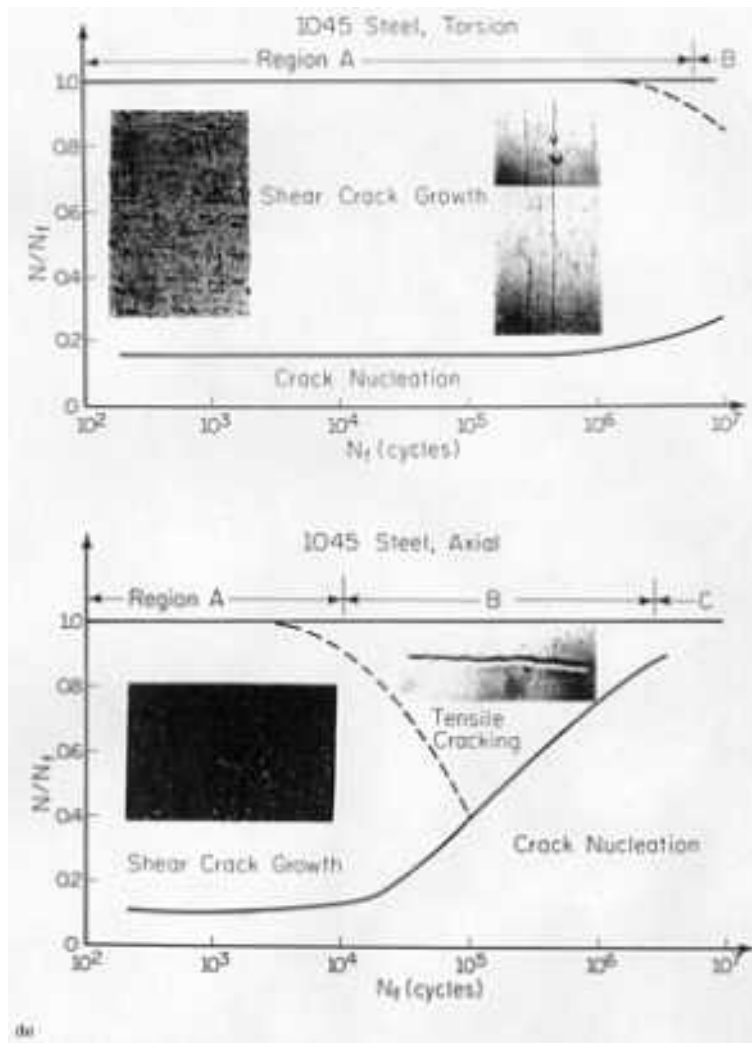 1045 Steel, Torsion
Region A B
1.0
0.8
0.6
0.4
0.2
0
N/Nf
Shear Crack Growth
Crack Nucleation
10² 10³ 10⁴ 10⁵ 10⁶ 10⁷
Nf (cycles)
1045 Steel, Axial
Region A B C
1.0
0.8
0.6
0.4
0.2
0
N/Nf
Tensile
Cracking
Shear Crack Growth
Crack Nucleation
10² 10³ 10⁴ 10⁵ 10⁶ 10⁷
Nf (cycles)